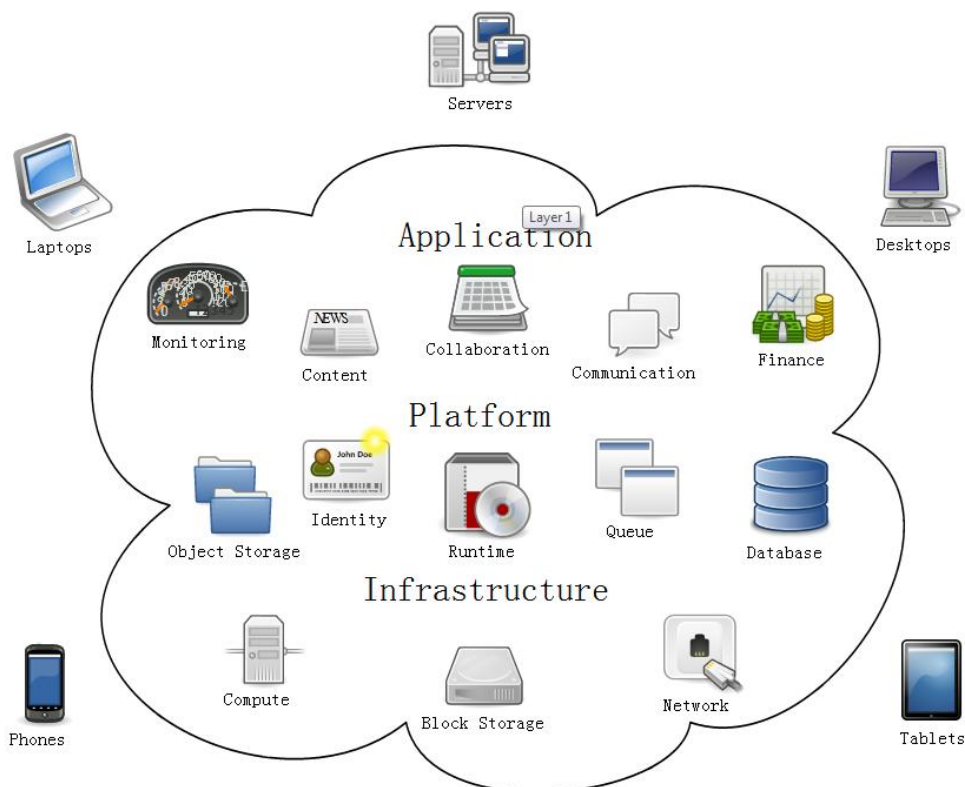 Servers
Laptops
Desktops
Layer 1
Application
Monitoring
NEWS
Content
Collaboration
Communication
Finance
Platform
John Doe
Object Storage
Identity
Runtime
Queue
Database
Infrastructure
Compute
Block Storage
Network
Phones
Tablets